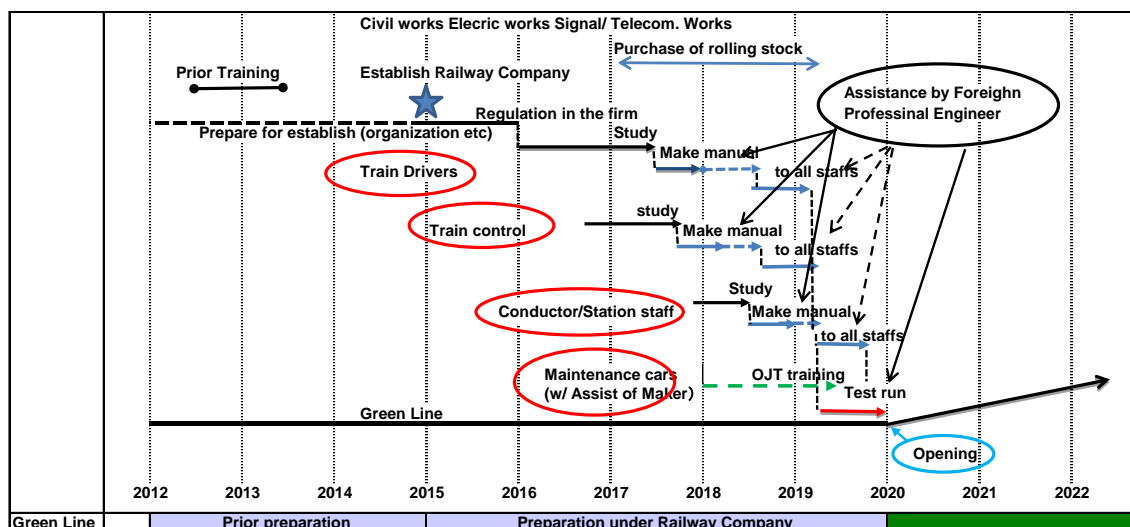 Civil works Elecric works Signal/ Telecom. Works
Purchase of rolling stock
Prior Training
Establish Railway Company
Assistance by Foreighn
Professinal Engineer
Regulation in the firm
Prepare for establish (organization etc)
Study
Make manual
to all staffs
Train Drivers
study
Train control
Make manual
to all staffs
Study
Conductor/Station staff
Make manual
to all staffs
Maintenance cars
(w/ Assist of Maker)
OJT training
Test run
Green Line
Opening
2012 2013 2014 2015 2016 2017 2018 2019 2020 2021 2022
Green Line Prior preparation Preparation under Railway Company